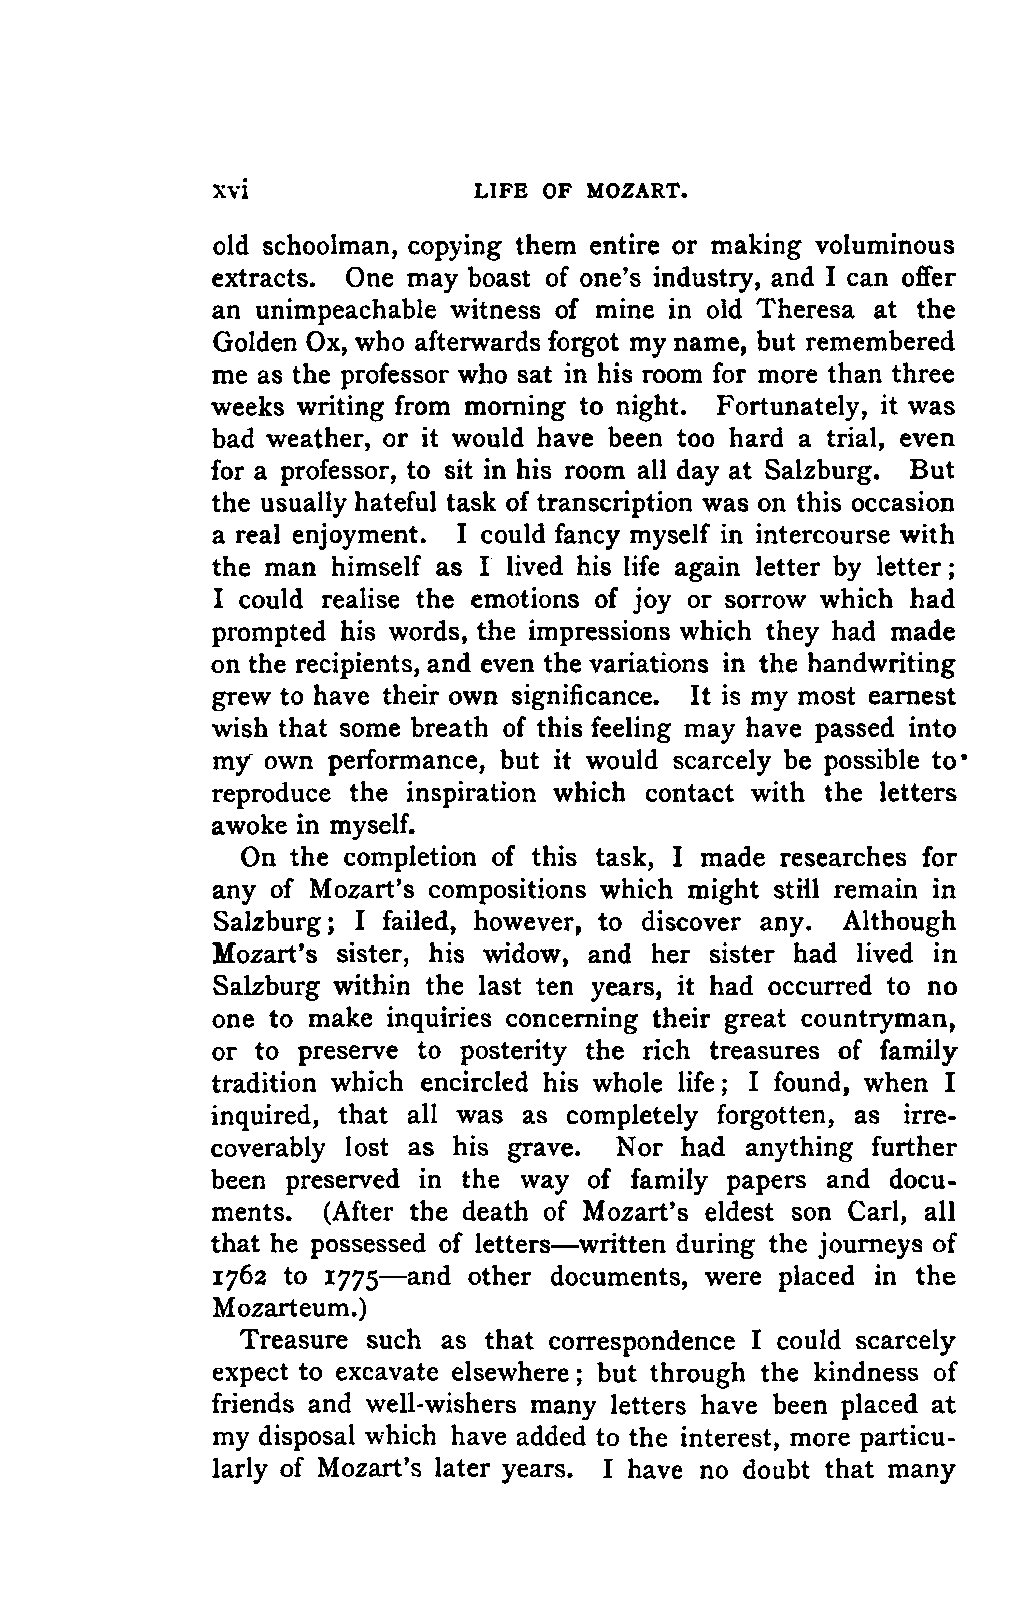 xvi LIFE OF MOZART.
old schoolman, copying them entire or making voluminous
extracts. One may boast of one's industry, and I can offer
an unimpeachable witness of mine in old Theresa at the
Golden Ox, who afterwards forgot my name, but remembered
me as the professor who sat in his room for more than three
weeks writing from morning to night. Fortunately, it was
bad weather, or it would have been too hard a trial, even
for a professor, to sit in his room all day at Salzburg. But
the usually hateful task of transcription was on this occasion
a real enjoyment. I could fancy myself in intercourse with
the man himself as I lived his life again letter by letter;
I could realise the emotions of joy or sorrow which had
prompted his words, the impressions which they had made
on the recipients, and even the variations in the handwriting
grew to have their own significance. It is my most earnest
wish that some breath of this feeling may have passed into
my own performance, but it would scarcely be possible to
reproduce the inspiration which contact with the letters
awoke in myself.
On the completion of this task, I made researches for
any of Mozart's compositions which might still remain in
Salzburg; I failed, however, to discover any. Although
Mozart's sister, his widow, and her sister had lived in
Salzburg within the last ten years, it had occurred to no
one to make inquiries concerning their great countryman,
or to preserve to posterity the rich treasures of family
tradition which encircled his whole life; I found, when I
inquired, that all was as completely forgotten, as irre-
coverably lost as his grave. Nor had anything further
been preserved in the way of family papers and docu-
ments. (After the death of Mozart's eldest son Carl, all
that he possessed of letters—written during the journeys of
1762 to 1775—and other documents, were placed in the
Mozarteum.)
Treasure such as that correspondence I could scarcely
expect to excavate elsewhere; but through the kindness of
friends and well-wishers many letters have been placed at
my disposal which have added to the interest, more particu-
larly of Mozart's later years. I have no doubt that many